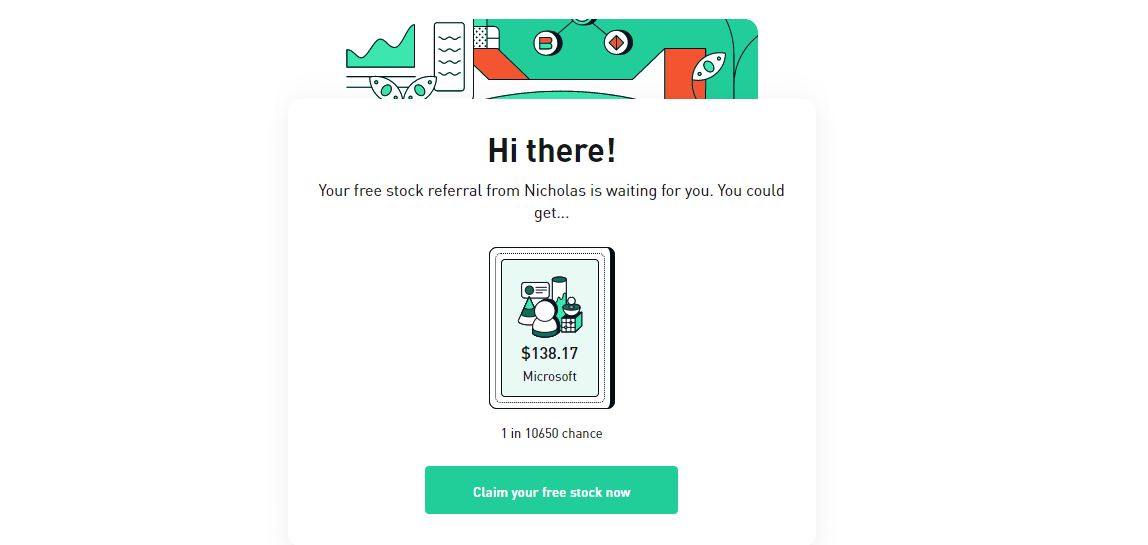 B
Hi there!
Your free stock referral from Nicholas is waiting for you. You could
get...
$138.17
Microsoft
1 in 10650 chance
Claim your free stock now